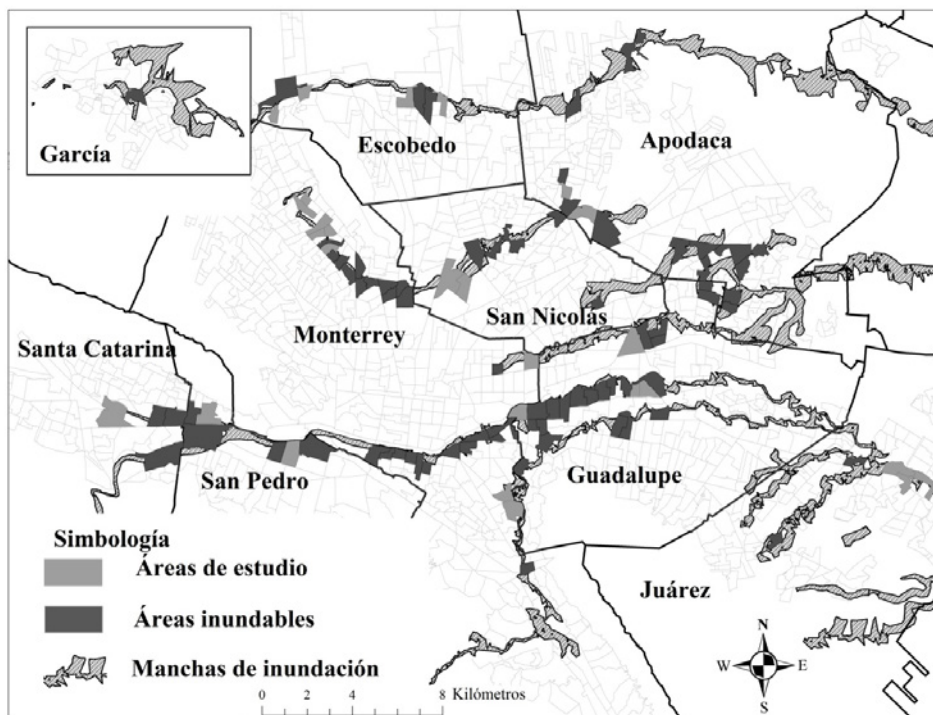 García
Escobedo
Apodaca
Monterrey
San Nicolás
Santa Catarina
San Pedro
Guadalupe
Juárez
Simbología
Áreas de estudio
Áreas inundables
Manchas de inundación
N
W E
S
0 2 4 8 Kilómetros